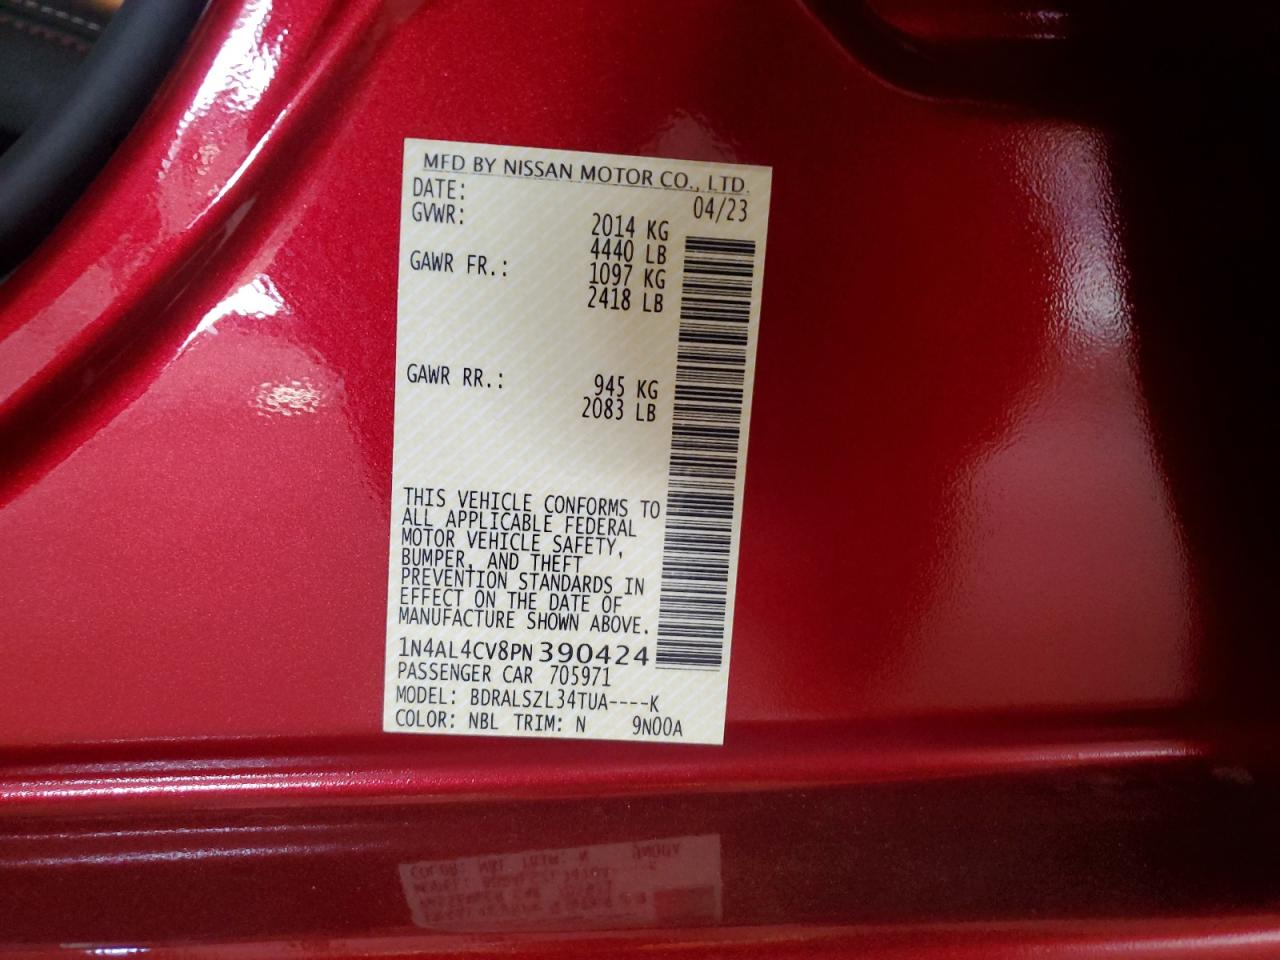 MFD BY NISSAN MOTOR CO., LTD.
DATE: 04/23
GVWR: 2014 KG
4440 LB
GAWR FR.: 1097 KG
2418 LB
GAWR RR.: 945 KG
2083 LB
THIS VEHICLE CONFORMS TO
ALL APPLICABLE FEDERAL
MOTOR VEHICLE SAFETY,
BUMPER, AND THEFT
PREVENTION STANDARDS IN
EFFECT ON THE DATE OF
MANUFACTURE SHOWN ABOVE.
1N4AL4CV8PN390424
PASSENGER CAR 705971
MODEL: BDRALSZL34TUA----K
COLOR: NBL TRIM: N 9N00A